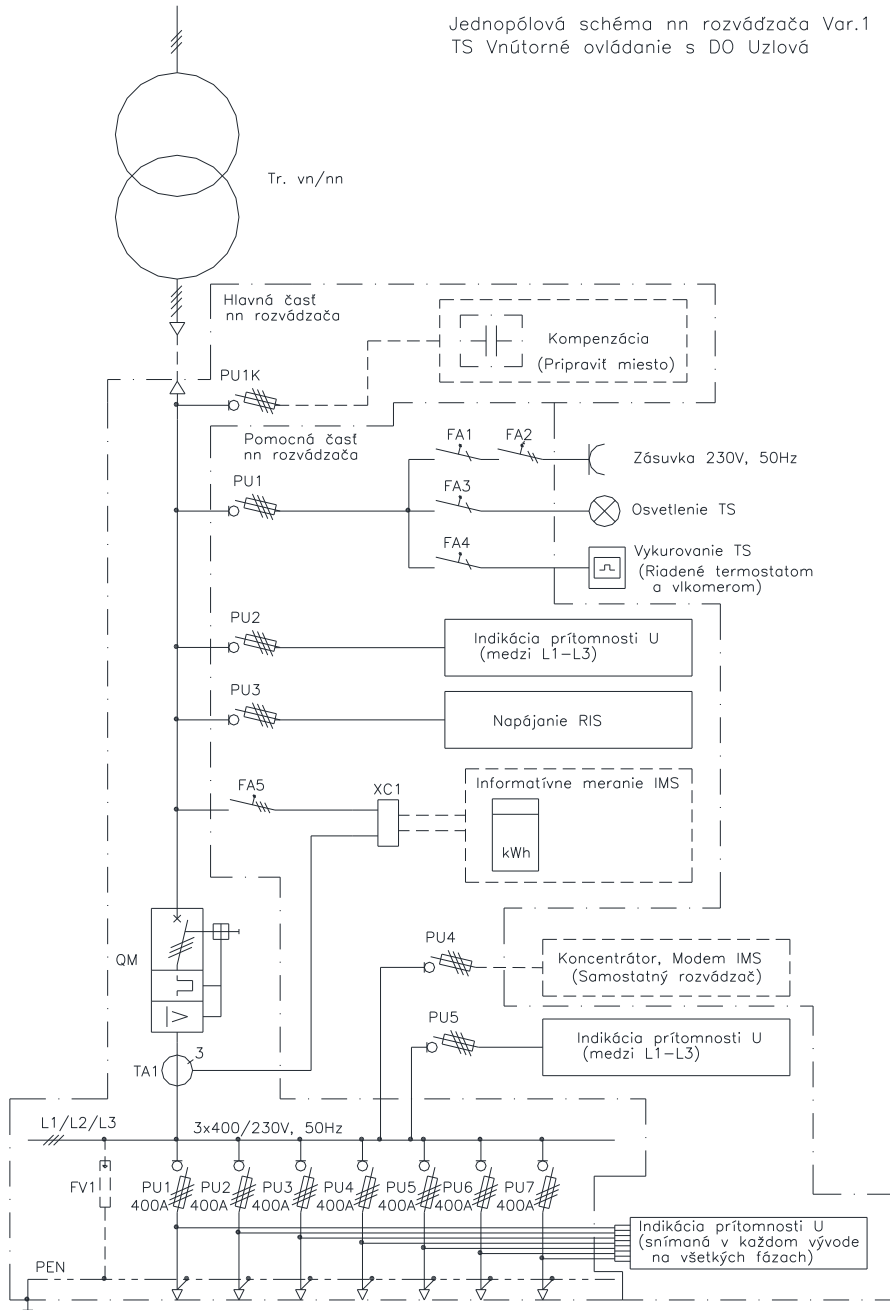 Jednopólová schéma nn rozvádzača Var.1
TS Vnútorné ovládanie s DO Uzlová
Tr. vn/nn
Hlavná časť
nn rozvádzača
Kompenzácia
(Pripraviť miesto)
PU1K
Pomocná časť
nn rozvádzača
FA1
FA2
Zásuvka 230V, 50Hz
PU1
FA3
Osvetlenie TS
FA4
Vykurovanie TS
(Riadené termostatom
a vlkomerom)
PU2
Indikácia prítomnosti U
(medzi L1-L3)
PU3
Napájanie RIS
FA5
XC1
Informatívne meranie IMS
kWh
QM
PU4
Koncentrátor, Modem IMS
(Samostatný rozvádzač)
PU5
Indikácia prítomnosti U
(medzi L1-L3)
3
TA1
L1/L2/L3
3x400/230V, 50Hz
FV1
PU1
400A
PU2
400A
PU3
400A
PU4
400A
PU5
400A
PU6
400A
PU7
400A
Indikácia prítomnosti U
(snímaná v každom vývode
na všetkých fázach)
PEN